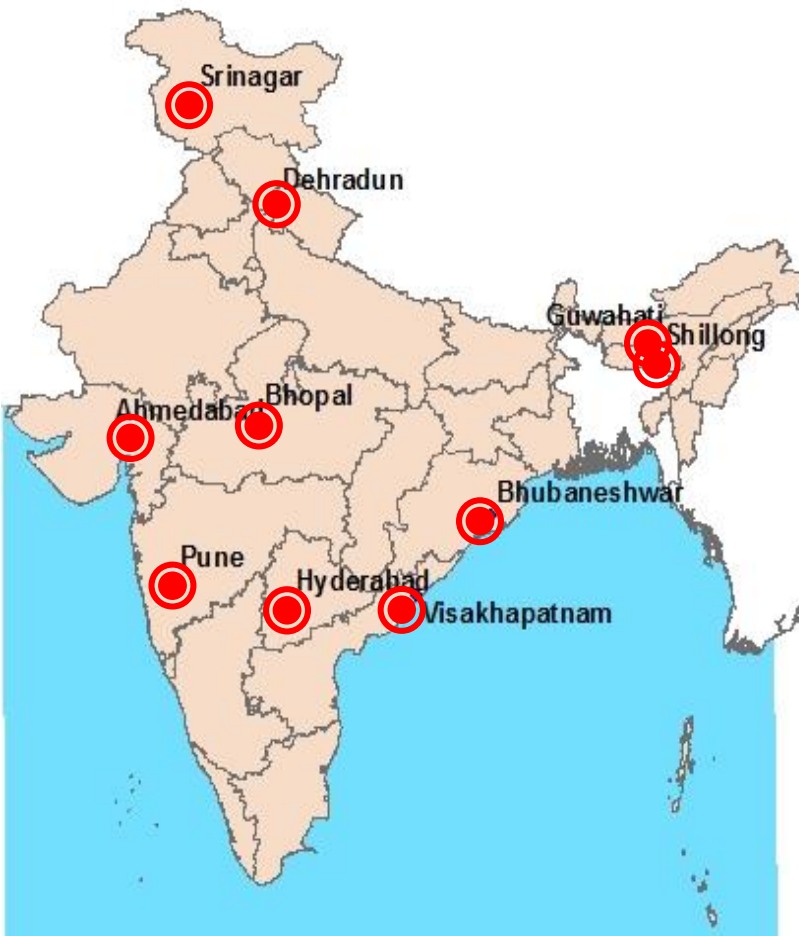 Srinagar
Dehradun
Guwahati
Shillong
Bhopal
Ahmedabad
Bhubaneshwar
Pune
Hyderabad
Visakhapatnam